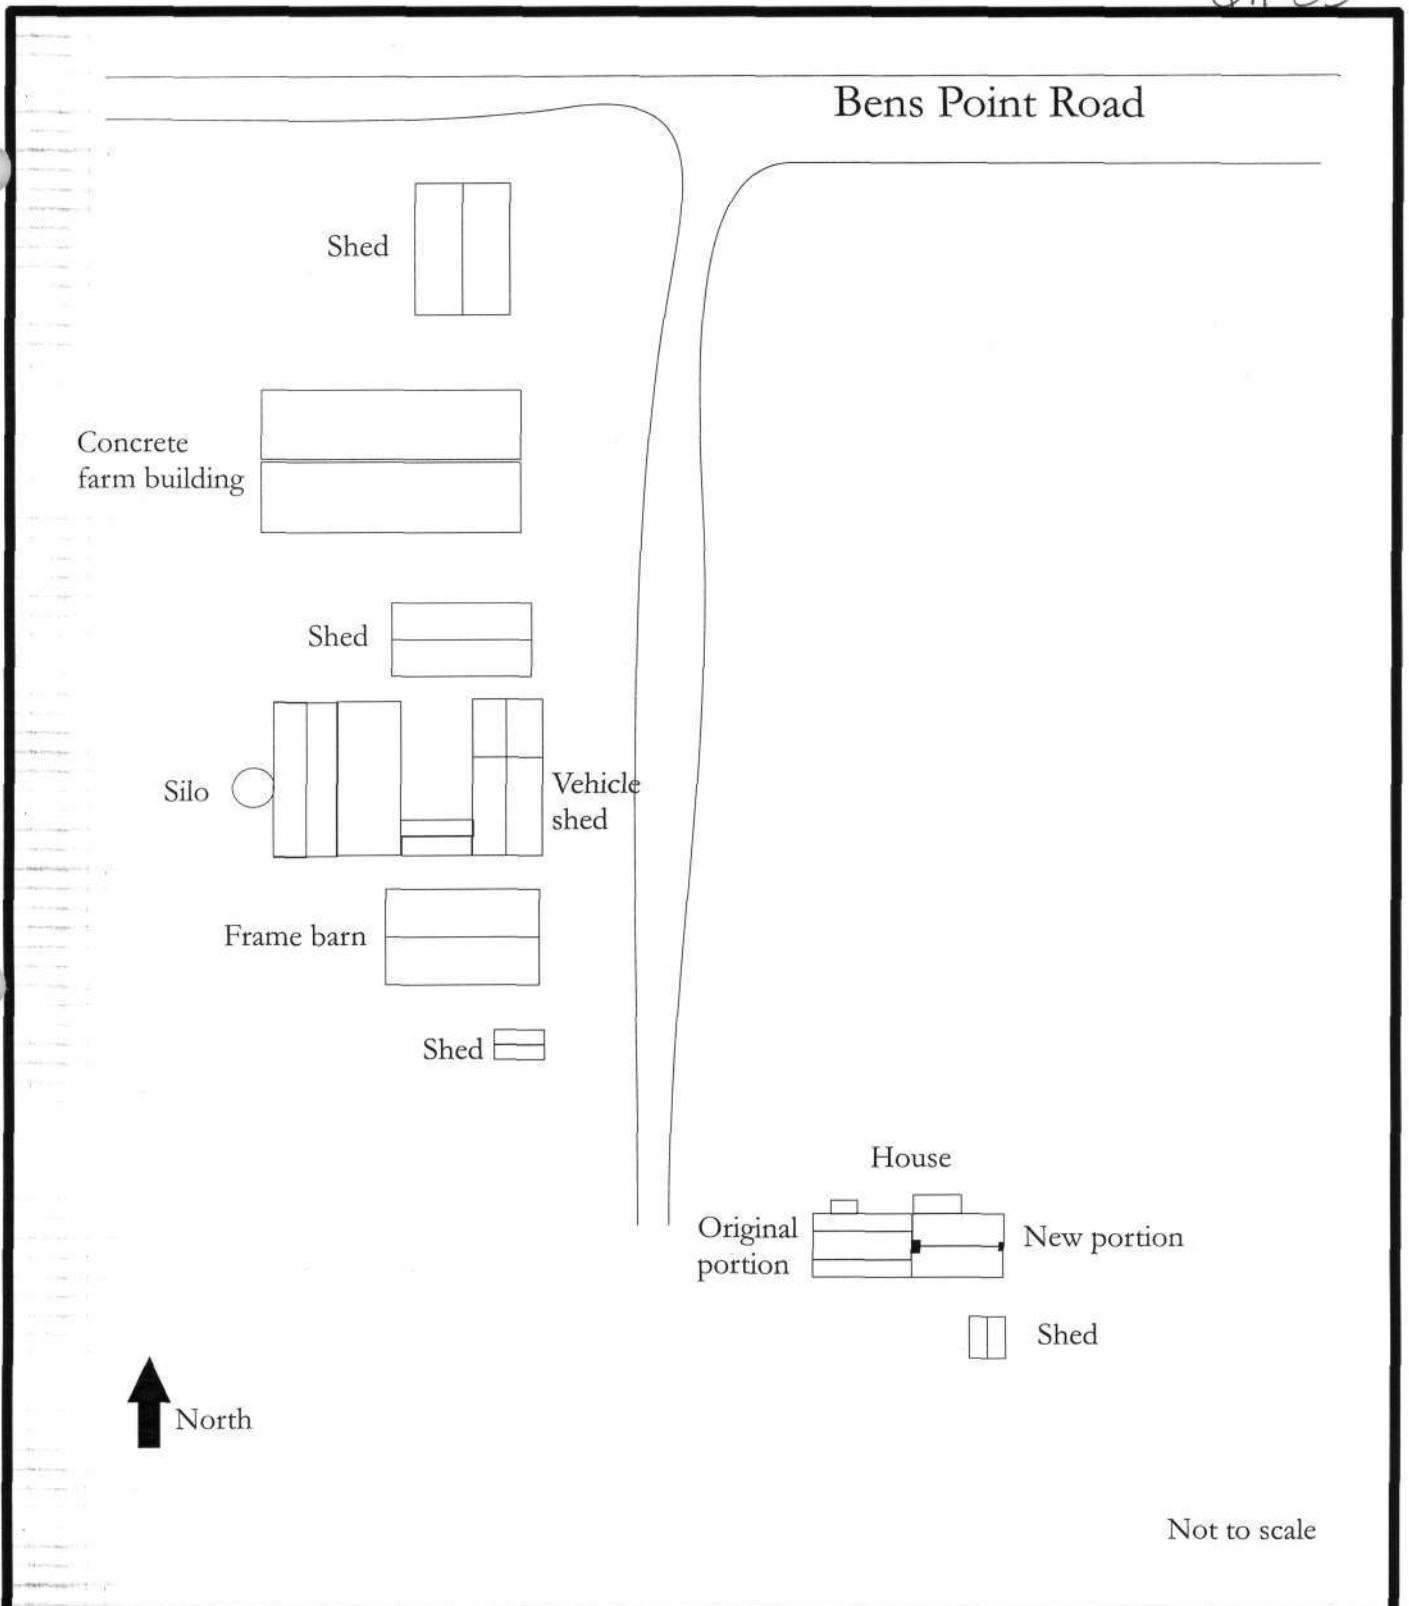 Bens Point Road
Shed
Concrete
farm building
Shed
Silo
Vehicle
shed
Frame barn
Shed
House
Original
portion
New portion
Shed
North
Not to scale